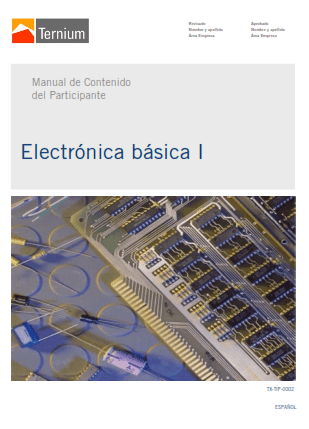 Ternium
Revisado
Nombre y apellido
Área Empresa
Aprobado
Nombre y apellido
Área Empresa
Manual de Contenido
del Participante
Electrónica básica I
TX-TIP-0002
ESPAÑOL